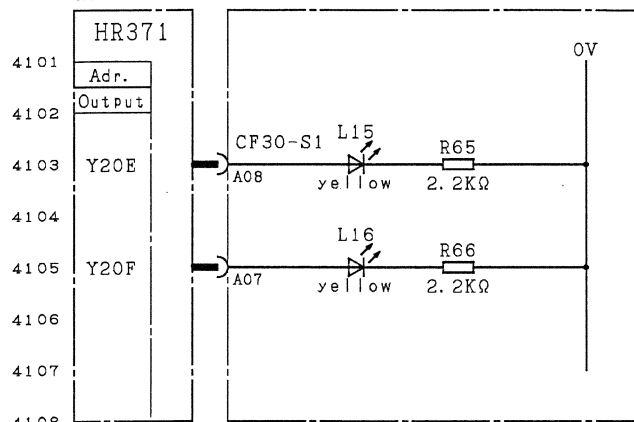 HR371
0V
4101
Adr.
4102
Output
CF30-S1
L15
R65
4103
Y20E
A08
yellow
2.2KΩ
4104
L16
R66
4105
Y20F
A07
yellow
2.2KΩ
4106
4107
4108